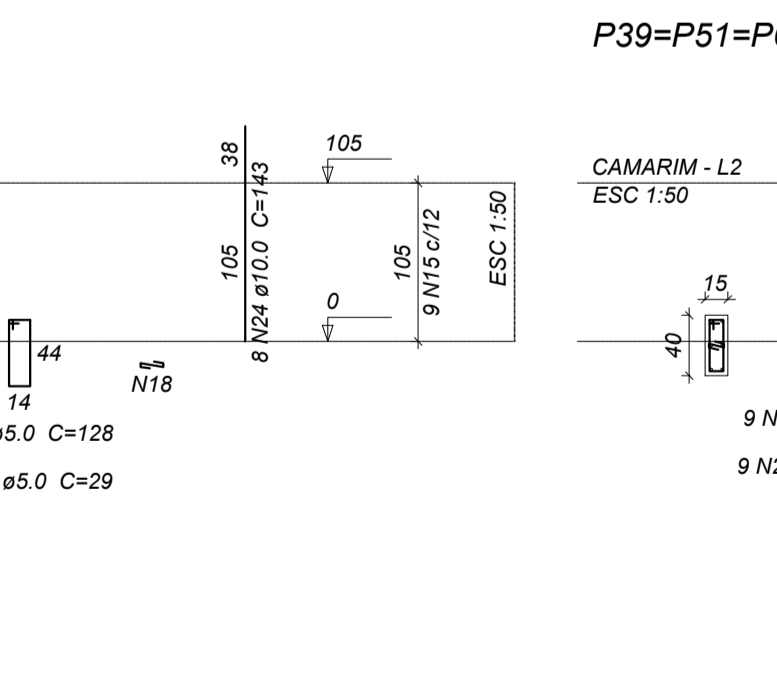 P39=P51=P
38
105
8 N24 ø10.0 C=143
105
0
105
9 N15 c/12
ESC 1:50
CAMARIM - L2
ESC 1:50
15
40
44
14
ø5.0 C=128
ø5.0 C=29
N18
9 N
9 N2